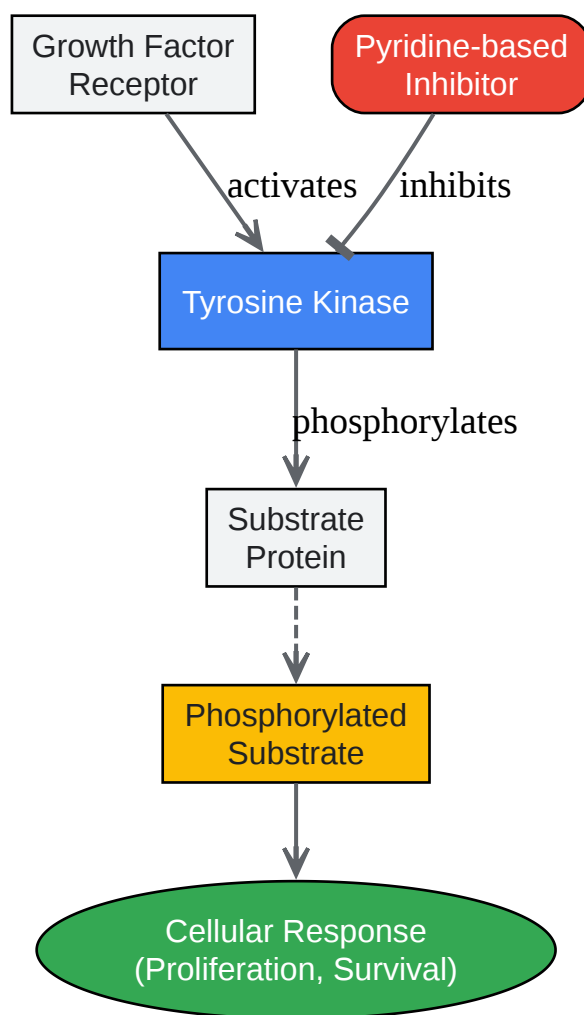 Growth Factor
Receptor
Pyridine-based
Inhibitor
activates
inhibits
Tyrosine Kinase
phosphorylates
Substrate
Protein
Phosphorylated
Substrate
Cellular Response
(Proliferation, Survival)